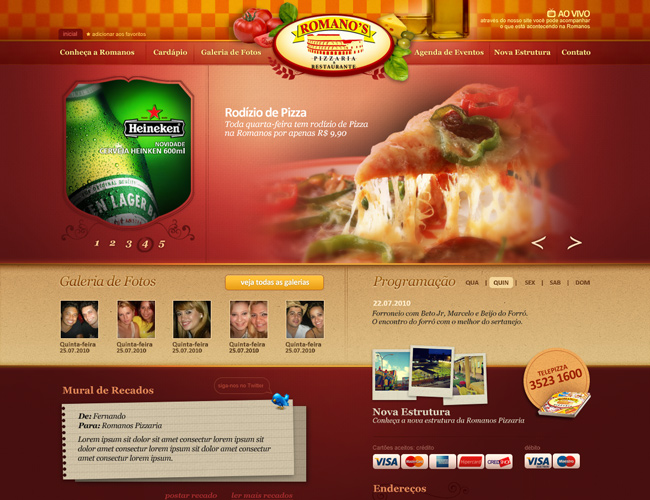 inicial
★ adicionar aos favoritos
AO VIVO
através do nosso site você pode acompanhar
e que está acontecendo na Romanos
Conheça a Romanos
Cardápio
Galeria de Fotos
ROMANO'S
PIZZARIA
RESTAURANTE
Agenda de Eventos
Nova Estrutura
Contato
Heineken
NOVIDADE
CERVEJA HEINKEN 600ml
LAGER
Rodízio de Pizza
Toda quarta-feira tem rodízio de Pizza
na Romanos por apenas R$ 9,90
1 2 3 4 5
Galeria de Fotos
veja todas as galerias
Quinta-feira
25.07.2010
Quinta-feira
25.07.2010
Quinta-feira
25.07.2010
Quinta-feira
25.07.2010
Quinta-feira
25.07.2010
Programação
QUA | QUIN | SEX | SAB | DOM
22.07.2010
Forroneio com Beto Jr, Marcelo e Beijo do Forró.
O encontro do forró com o melhor do sertanejo.
Mural de Recados
siga-nos no Twitter
De: Fernando
Para: Romanos Pizzaria
Lorem ipsum sit dolor sit amet consectur lorem ipsum sit
dolor amet consectur lorem ipsum sit dolor amet consectur
lorem ipsum.
postar recado
ler mais recados
TELEPIZZA
3523 1600
Nova Estrutura
Conheça a nova estrutura da Romanos Pizzaria
Cartões aceitos: crédito
débito
VISA
MasterCard
VISA
Maestro
Endereços